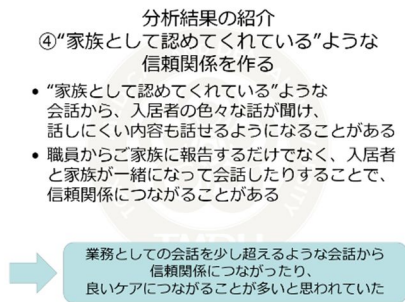 分析結果の紹介
④“家族として認めてくれている”ような
信頼関係を作る
• “家族として認めてくれている”ような
会話から、入居者の色々な話が聞け、
話しにくい内容も話せるようになることがある
• 職員からご家族に報告するだけでなく、入居者
と家族が一緒になって会話したりすることで、
信頼関係につながることがある
業務としての会話を少し超えるような会話から
信頼関係につながったり、
良いケアにつながることが多いと思われていた